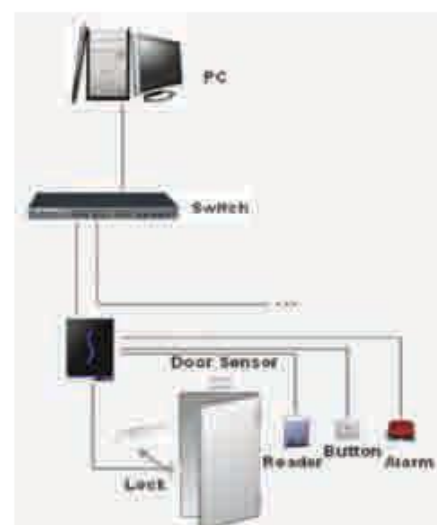 PC
Switch
Door Sensor
Reader
Button
Alarm
Lock